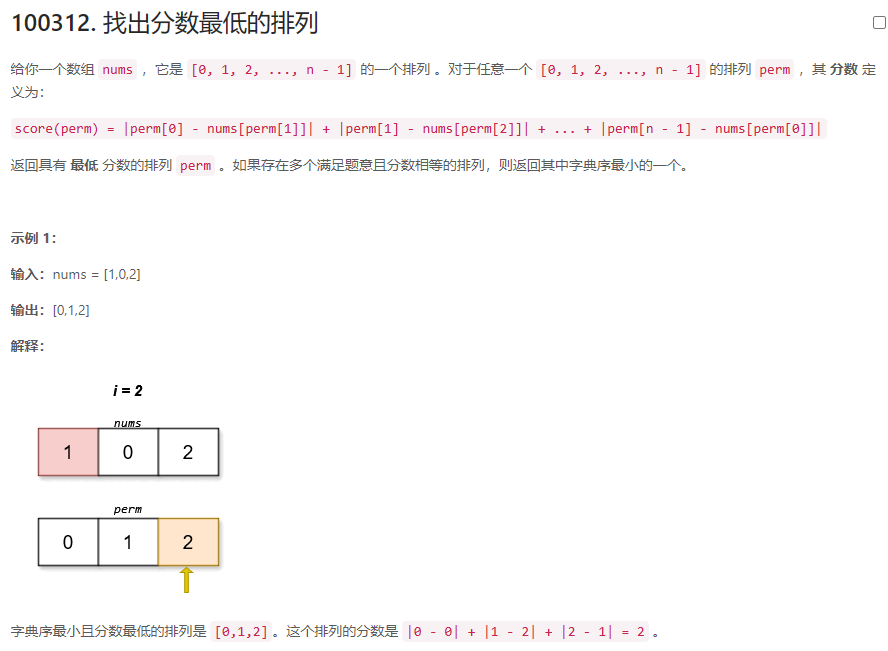 100312. 找出分数最低的排列
给你一个数组 nums ，它是 [0, 1, 2, ..., n - 1] 的一个排列 。对于任意一个 [0, 1, 2, ..., n - 1] 的排列 perm ，其 分数 定
义为：
score(perm) = |perm[0] - nums[perm[1]]| + |perm[1] - nums[perm[2]]| + ... + |perm[n - 1] - nums[perm[0]]|
返回具有 最低 分数的排列 perm 。如果存在多个满足题意且分数相等的排列，则返回其中字典序最小的一个。
示例 1：
输入：nums = [1,0,2]
输出：[0,1,2]
解释：
i = 2
nums
1 0 2
perm
0 1 2
字典序最小且分数最低的排列是 [0,1,2]。这个排列的分数是 |0 - 0| + |1 - 2| + |2 - 1| = 2 。